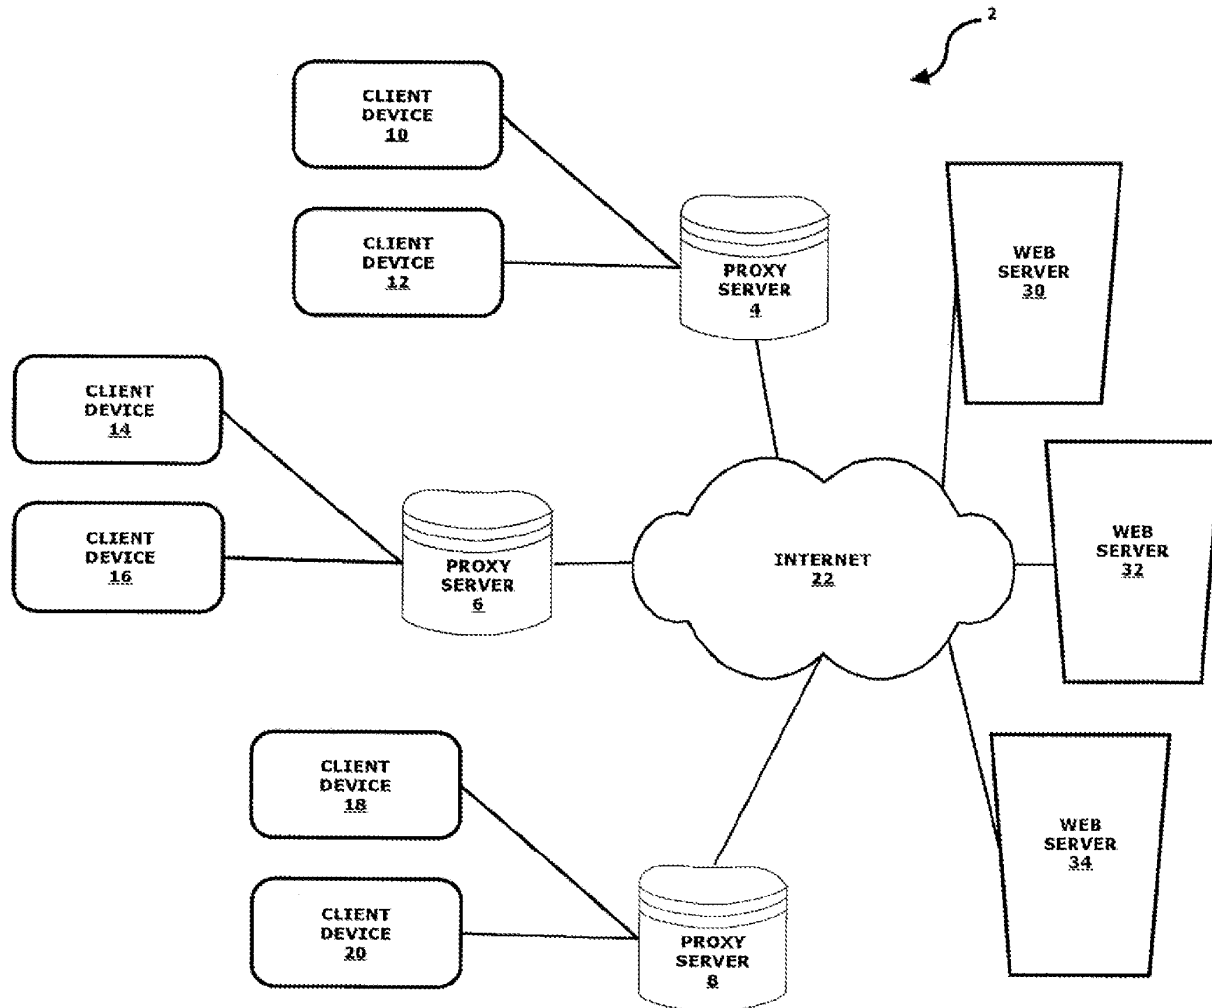 2
CLIENT
DEVICE
10
CLIENT
DEVICE
12
PROXY
SERVER
4
WEB
SERVER
30
CLIENT
DEVICE
14
CLIENT
DEVICE
16
PROXY
SERVER
6
INTERNET
22
WEB
SERVER
32
CLIENT
DEVICE
18
CLIENT
DEVICE
20
PROXY
SERVER
8
WEB
SERVER
34